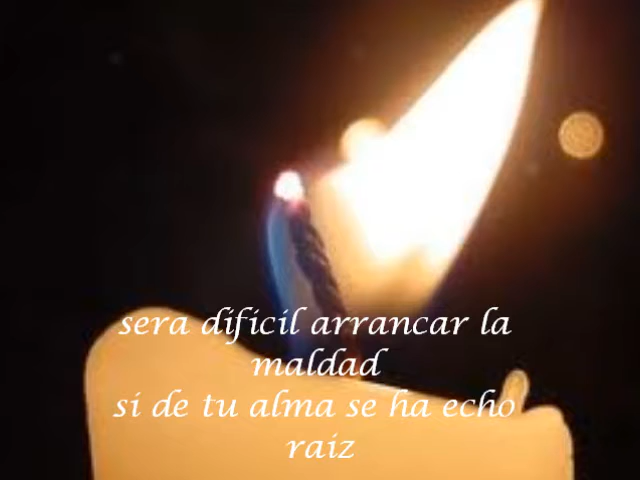 sera dificil arrancar la
maldad
si de tu alma se ha echo
raiz